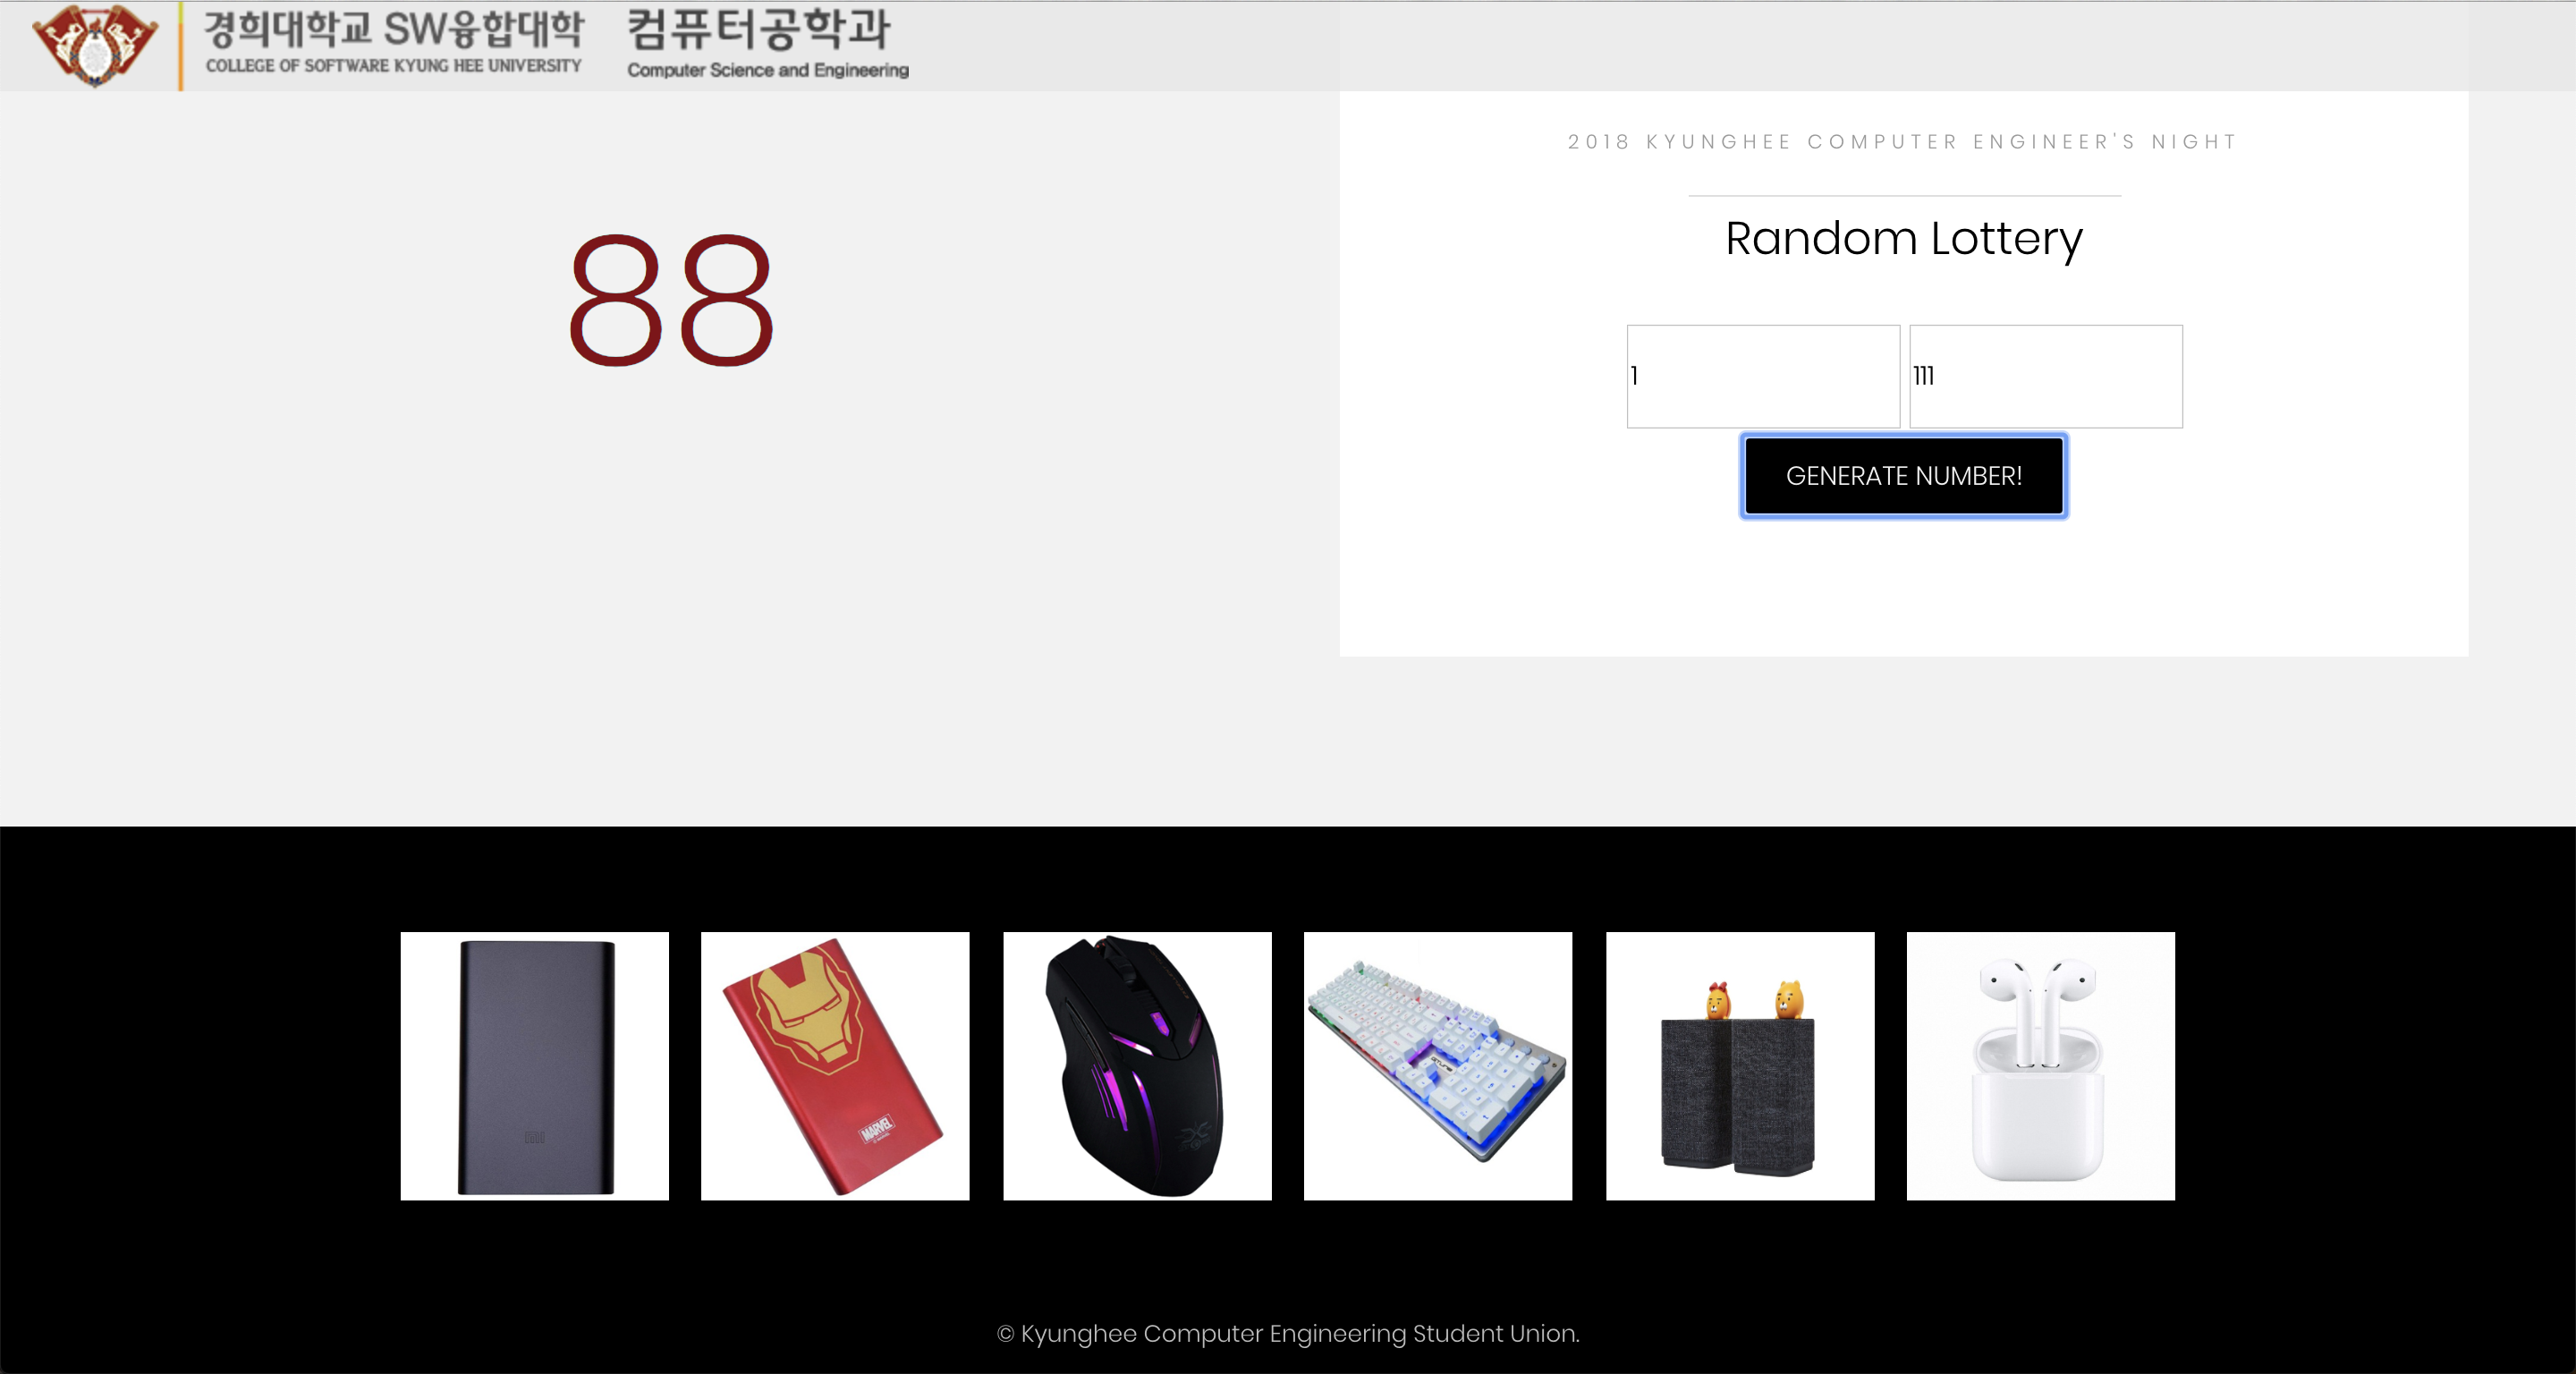 경희대학교 SW융합대학
COLLEGE OF SOFTWARE KYUNG HEE UNIVERSITY
컴퓨터공학과
Computer Science and Engineering
88
2018 KYUNGHEE COMPUTER ENGINEER'S NIGHT
Random Lottery
1
111
GENERATE NUMBER!
MARVEL
© Kyunghee Computer Engineering Student Union.